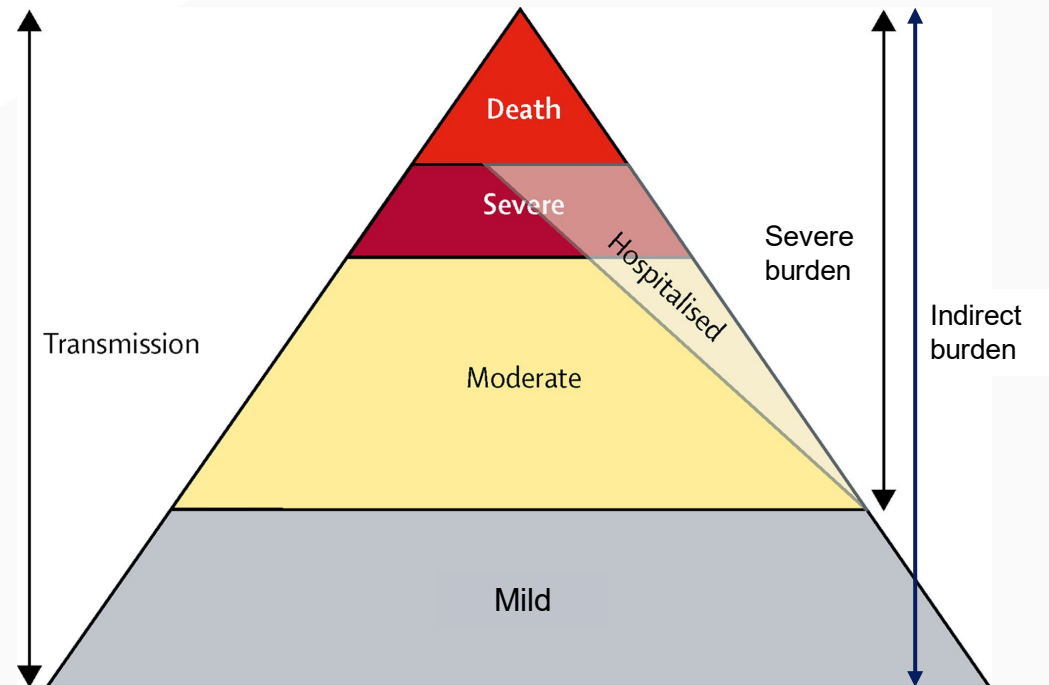 Death
Severe
Hospitalised
Severe
burden
Indirect
burden
Transmission
Moderate
Mild